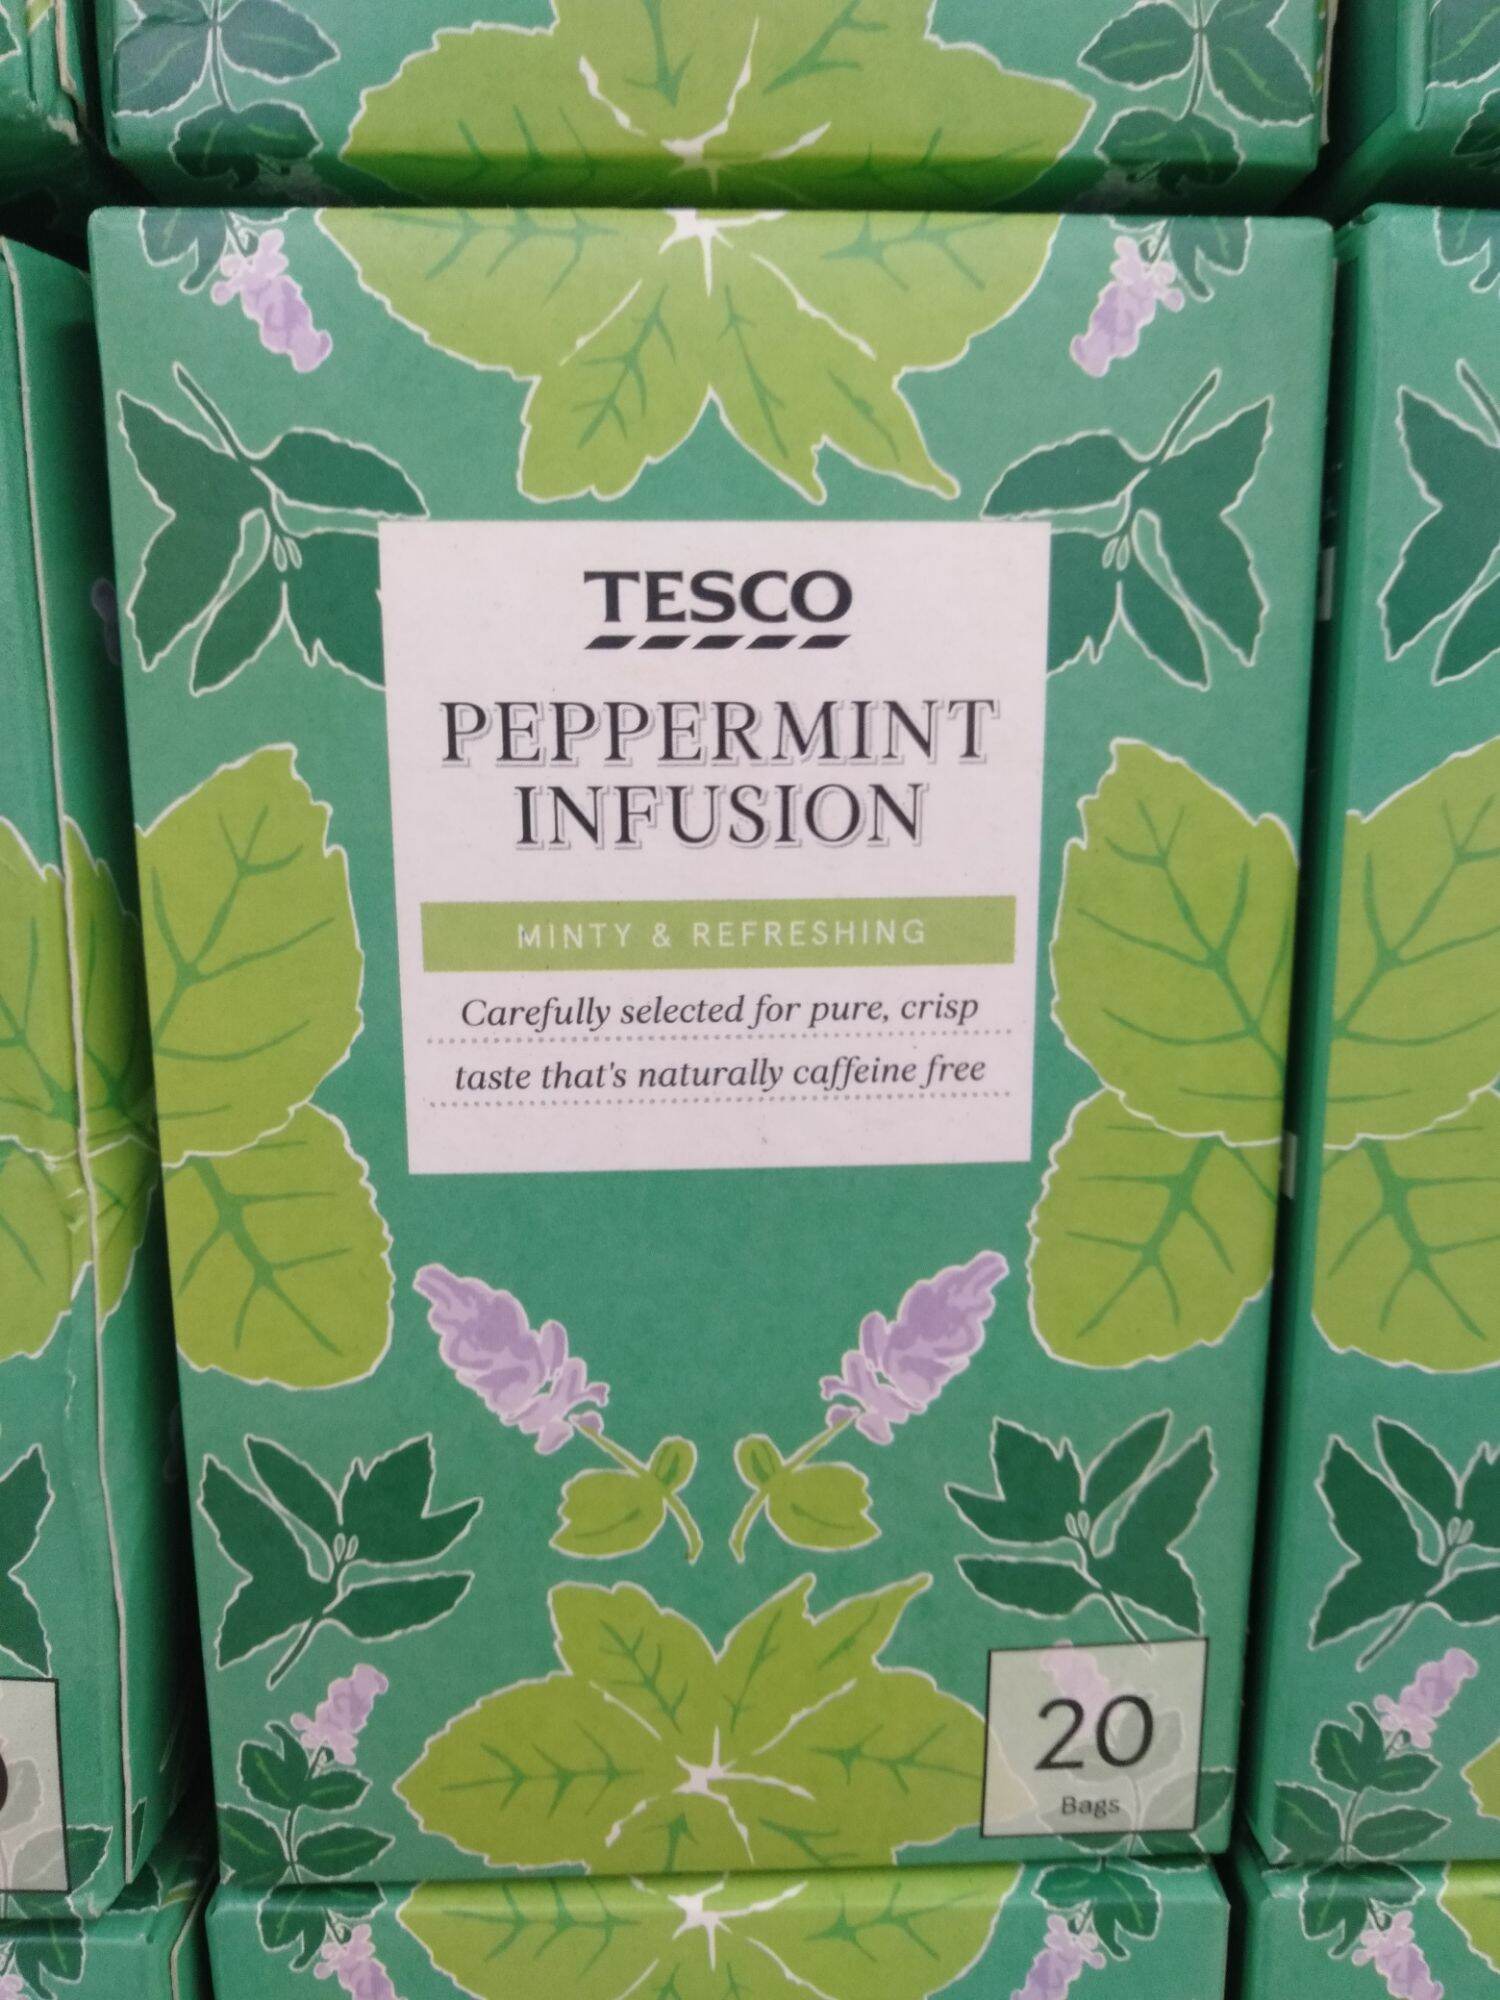 TESCO
PEPPERMINT
INFUSION
MINTY & REFRESHING
Carefully selected for pure, crisp
taste that's naturally caffeine free
20
Bags